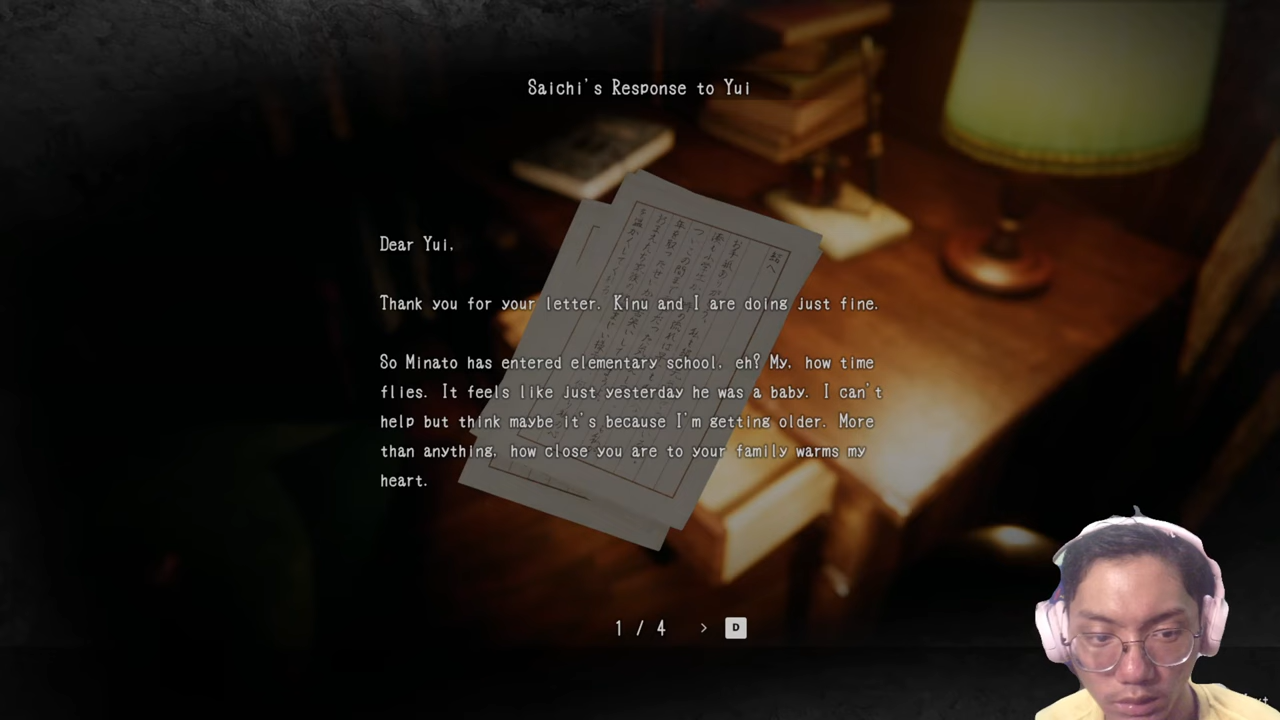 Saichi's Response to Yui
Dear Yui,
Thank you for your letter. Kinu and I are doing just fine.
So Minato has entered elementary school, eh? My, how time
flies. It feels like just yesterday he was a baby. I can't
help but think maybe it's because I'm getting older. More
than anything, how close you are to your family warms my
heart.
1 / 4 > D
結へ